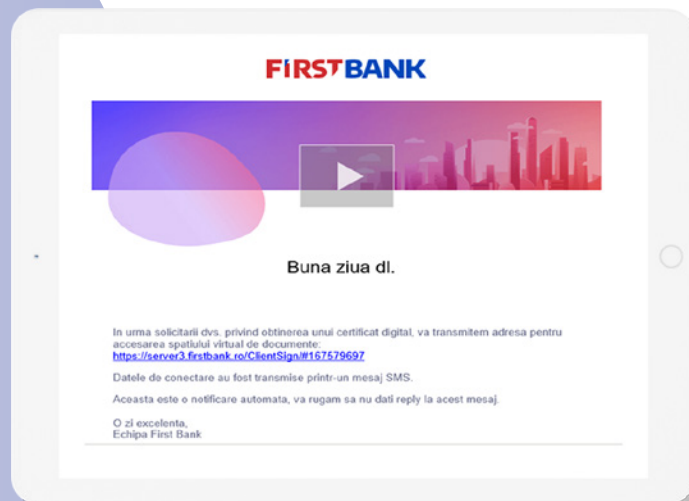 FiRSTBANK
Buna ziua dl.
In urma solicitarii dvs. privind obtinerea unui certificat digital, va transmitem adresa pentru
accesarea spatiului virtual de documente:
https://server3.firstbank.ro/ClientSign/#167579697
Datele de conectare au fost transmise printr-un mesaj SMS.
Aceasta este o notificare automata, va rugam sa nu dati reply la acest mesaj.
O zi excelenta,
Echipa First Bank